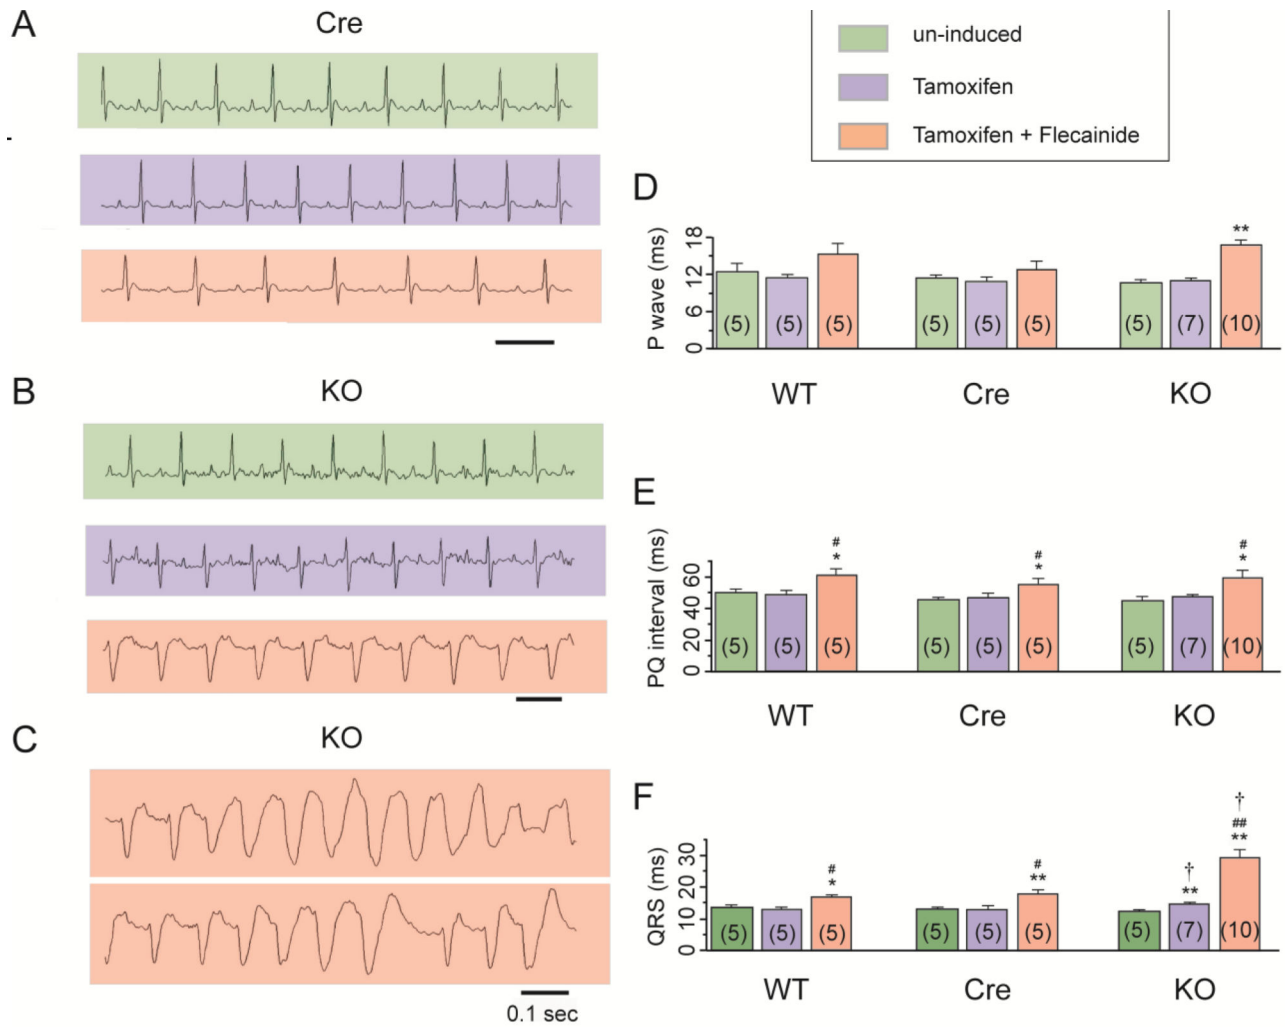 A
Cre
un-induced
Tamoxifen
Tamoxifen + Flecainide
B
KO
C
KO
0.1 sec
D
P wave (ms)
18
12
6
0
**
(5) (5) (5) (5) (5) (5) (5) (7) (10)
WT Cre KO
E
PQ interval (ms)
60
40
20
0
# # #
* * *
(5) (5) (5) (5) (5) (5) (5) (7) (10)
WT Cre KO
F
QRS (ms)
30
20
10
0
†
† ##
# # ** **
* **
(5) (5) (5) (5) (5) (5) (5) (7) (10)
WT Cre KO